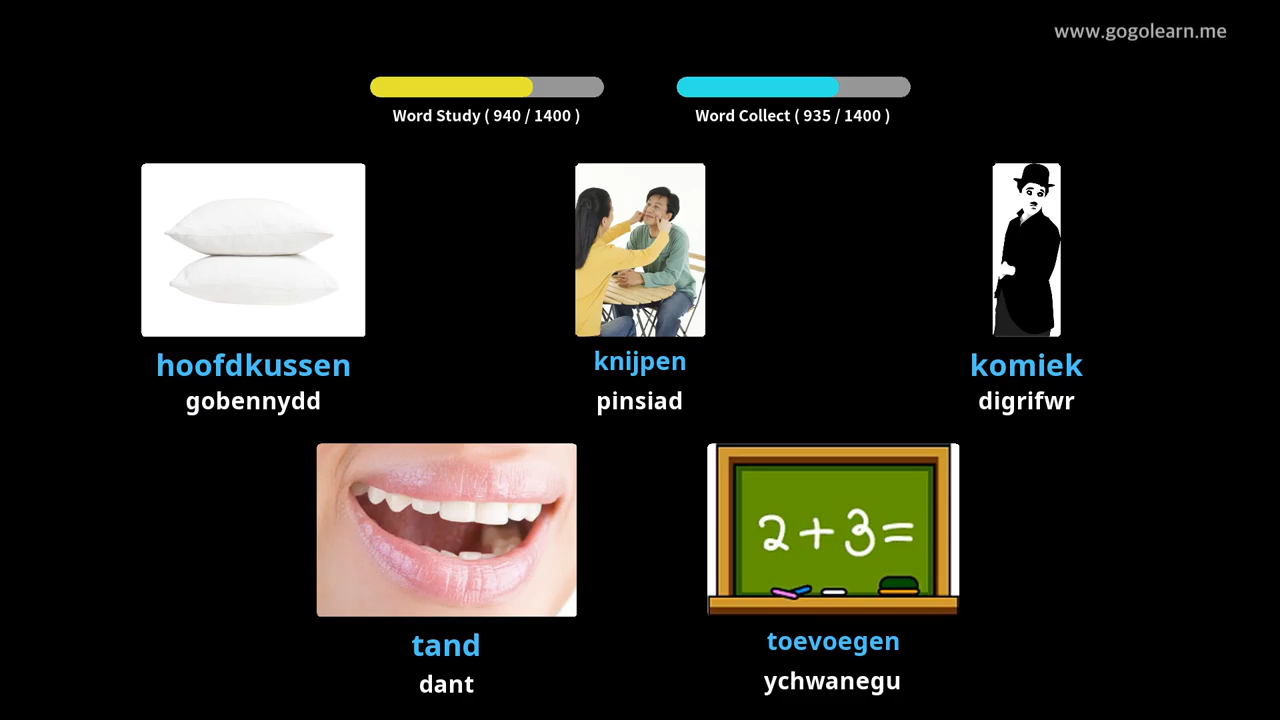 www.gogolearn.me
Word Study ( 940 / 1400 )
Word Collect ( 935 / 1400 )
hoofdkussen
gobennydd
knijpen
pinsiad
komiek
digrifwr
2+3=
tand
dant
toevoegen
ychwanegu